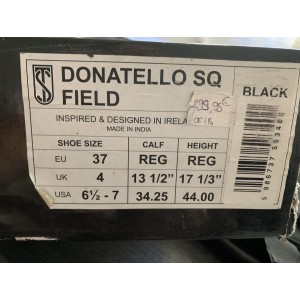 DONATELLO SQ
FIELD
BLACK
INSPIRED & DESIGNED IN IRELA
MADE IN INDIA
SHOE SIZE CALF HEIGHT
EU 37 REG REG
UK 4 13 1/2" 17 1/3"
USA 6½ - 7 34.25 44.00